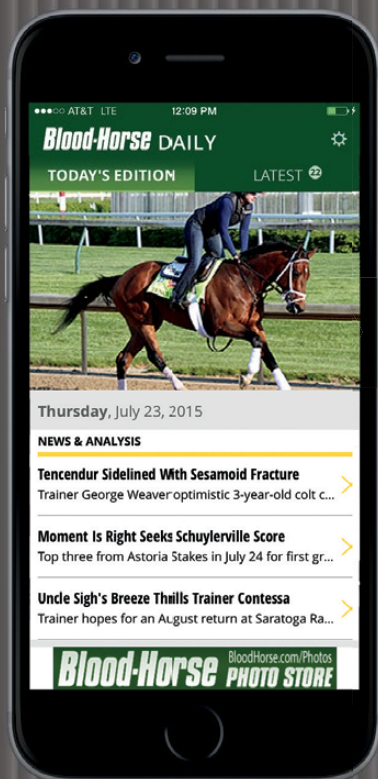 AT&T LTE 12:09 PM
Blood-Horse DAILY
TODAY'S EDITION LATEST 22
Thursday, July 23, 2015
NEWS & ANALYSIS
Tencendur Sidelined With Sesamoid Fracture
Trainer George Weaver optimistic 3-year-old colt c...
Moment Is Right Seeks Schuylerville Score
Top three from Astoria Stakes in July 24 for first gr...
Uncle Sigh's Breeze Thrills Trainer Contessa
Trainer hopes for an August return at Saratoga Ra...
Blood-Horse BloodHorse.com/Photos
PHOTO STORE